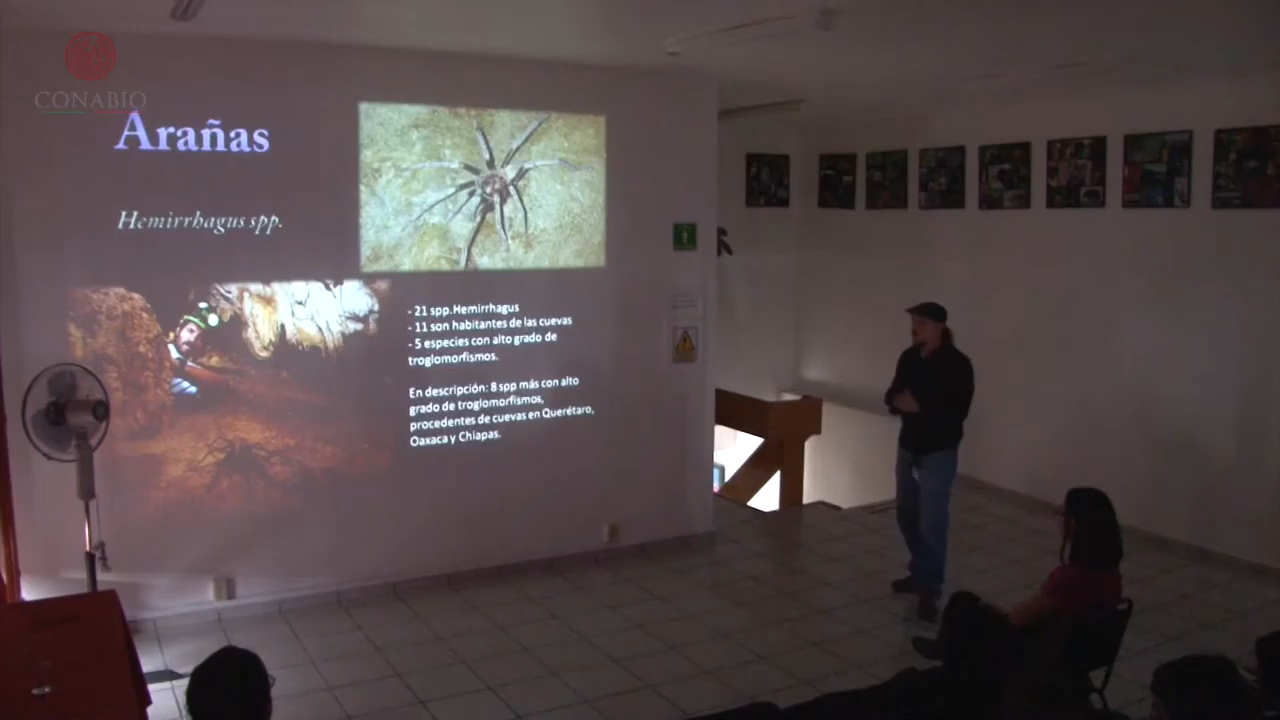 CONABIO
Arañas
Hemirrhagus spp.
- 21 spp.Hemirrhagus
- 11 son habitantes de las cuevas
- 5 especies con alto grado de
troglomorfismos.
En descripción: 8 spp más con alto
grado de troglomorfismos,
procedentes de cuevas en Querétaro,
Oaxaca y Chiapas.